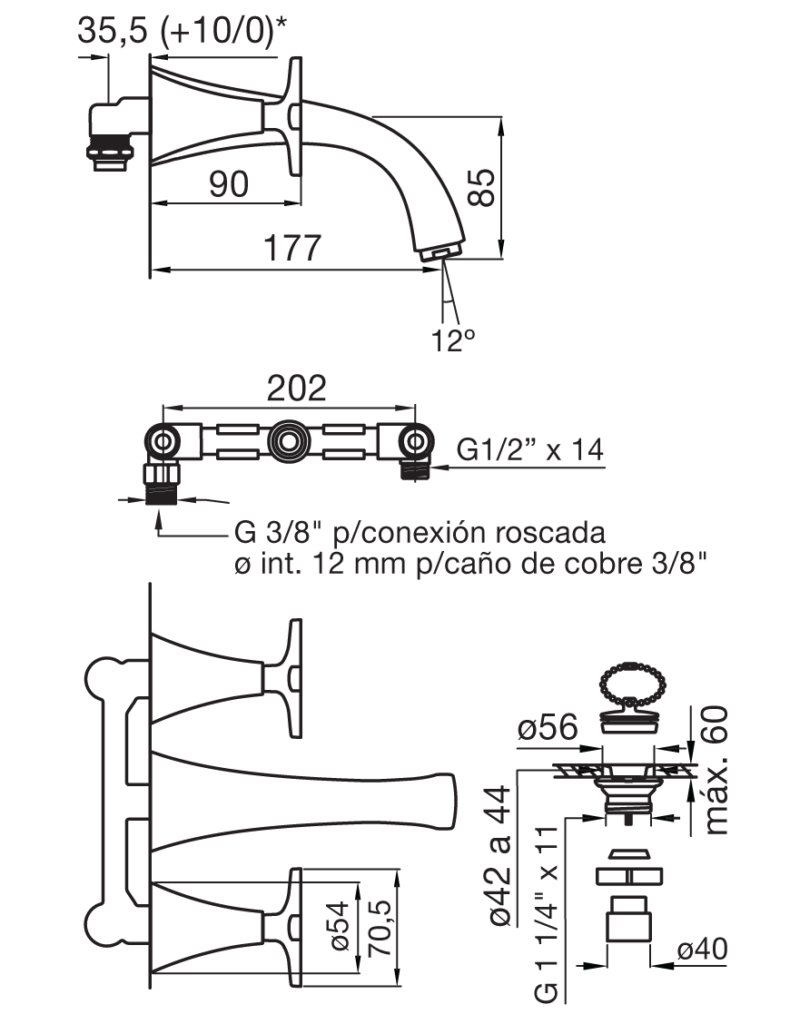 35,5 (+10/0)*
90
85
177
12º
202
G1/2” x 14
G 3/8" p/conexión roscada
ø int. 12 mm p/caño de cobre 3/8"
ø56
máx. 60
ø42 a 44
G 1 1/4" x 11
ø54
70,5
ø40